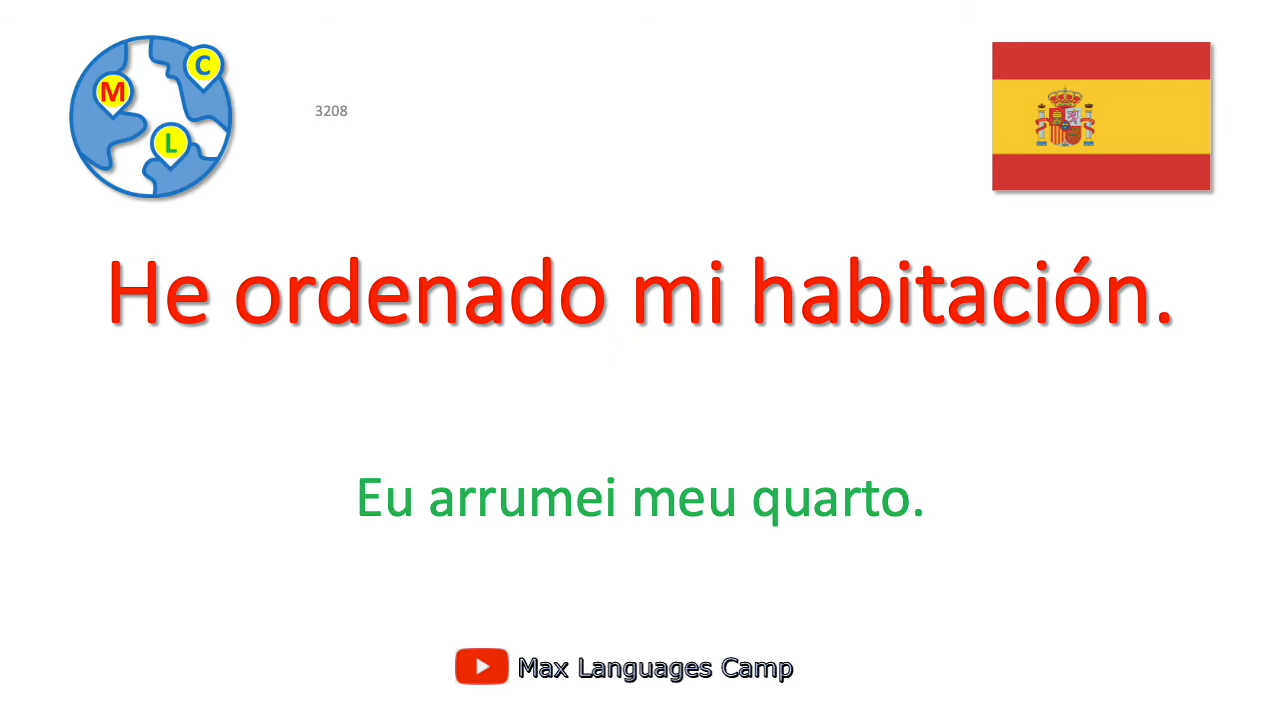 M
C
L
3208
He ordenado mi habitación.
Eu arrumei meu quarto.
Max Languages Camp